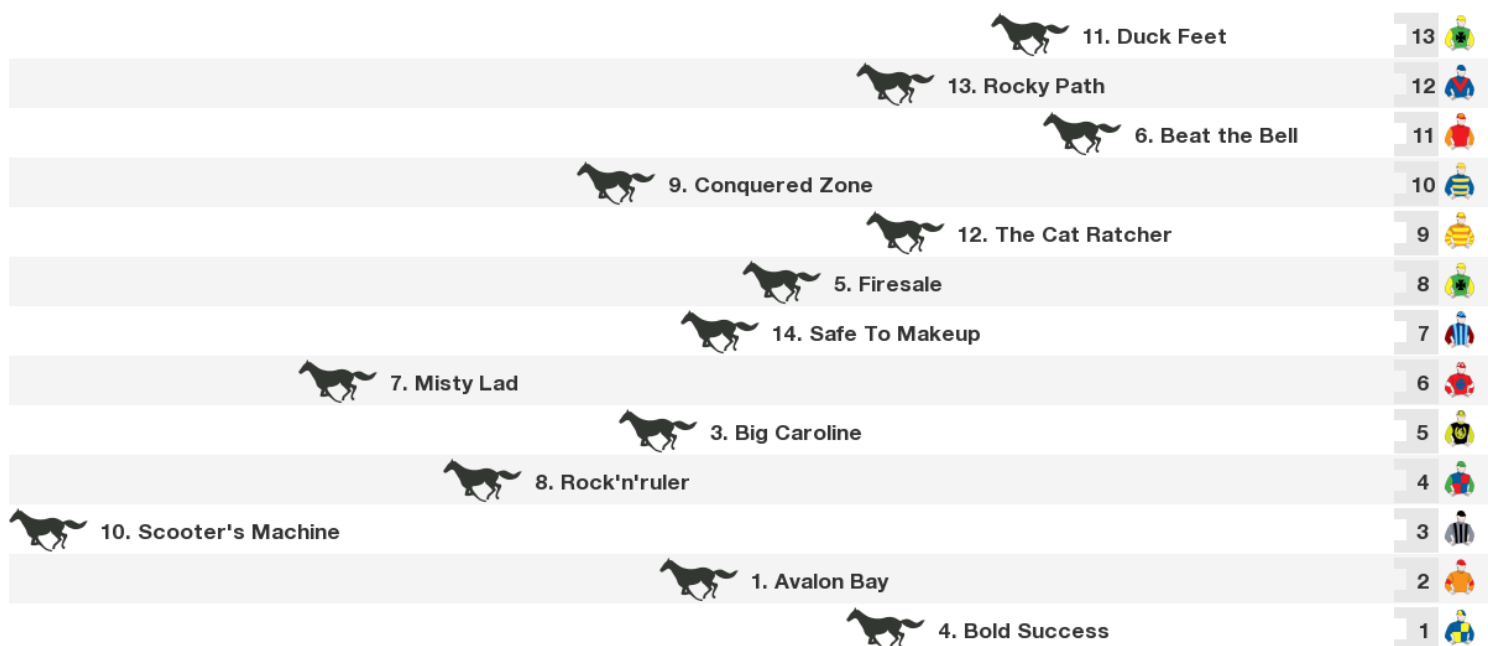 11. Duck Feet 13
13. Rocky Path 12
6. Beat the Bell 11
9. Conquered Zone 10
12. The Cat Ratcher 9
5. Firesale 8
14. Safe To Makeup 7
7. Misty Lad 6
3. Big Caroline 5
8. Rock'n'ruler 4
10. Scooter's Machine 3
1. Avalon Bay 2
4. Bold Success 1